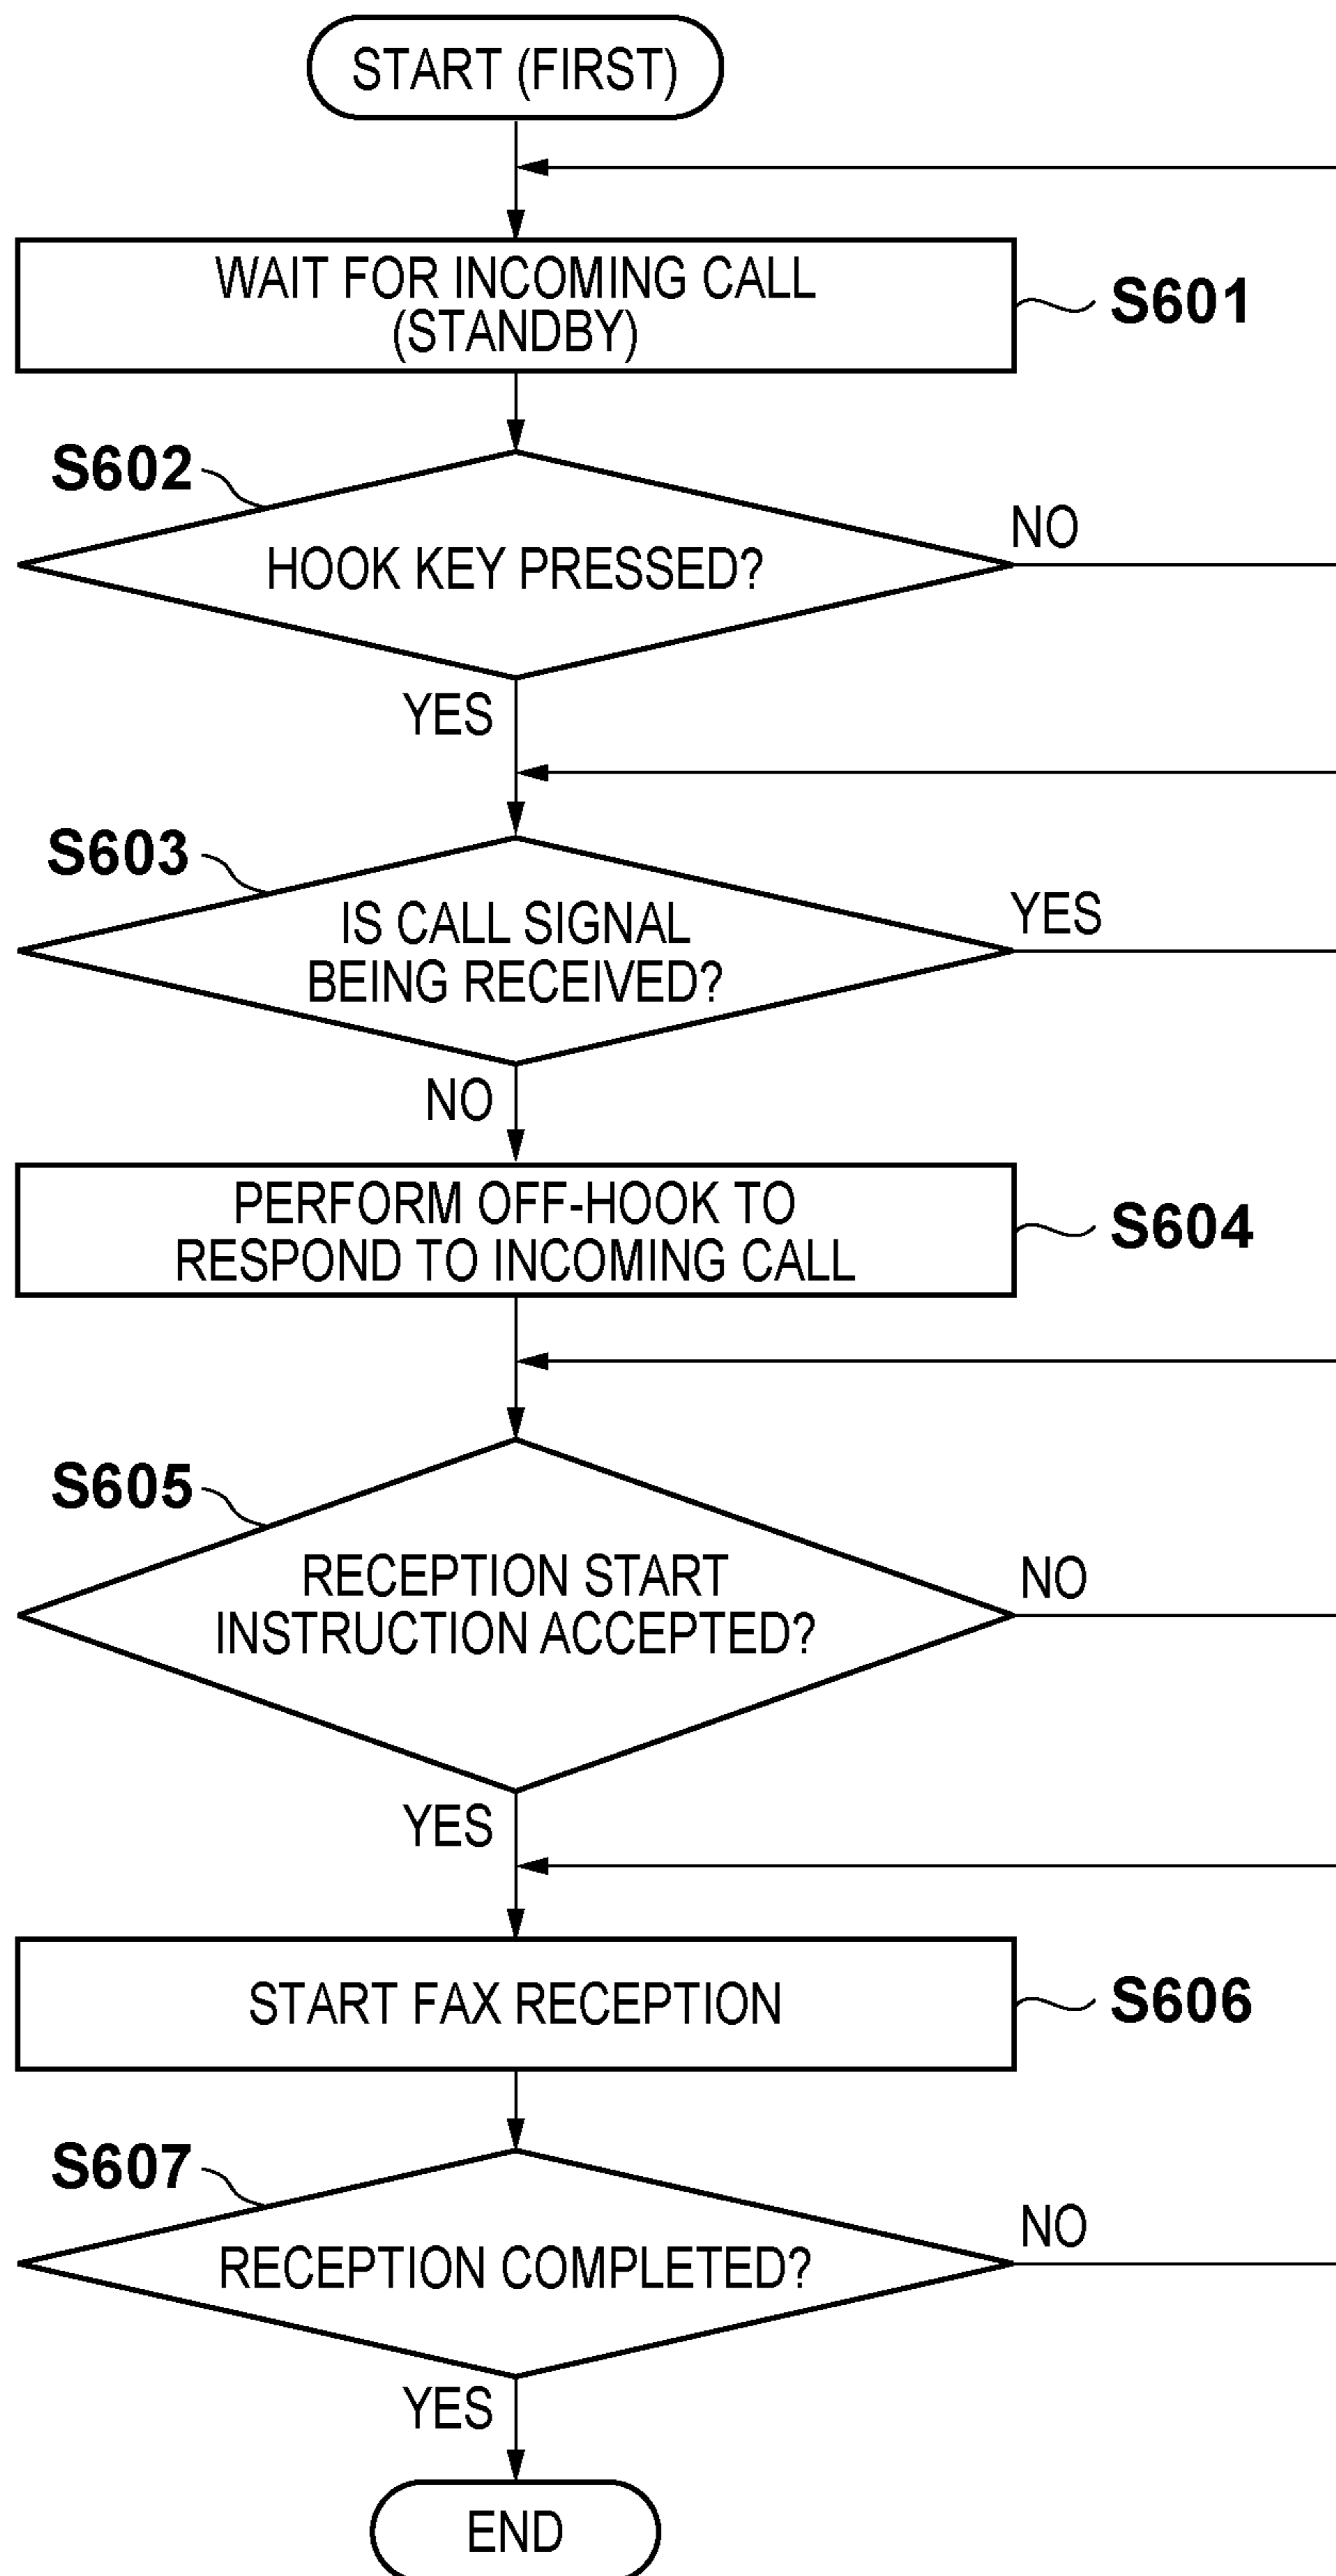 START (FIRST)
WAIT FOR INCOMING CALL
(STANDBY)
S601
S602
HOOK KEY PRESSED?
NO
YES
S603
IS CALL SIGNAL
BEING RECEIVED?
YES
NO
PERFORM OFF-HOOK TO
RESPOND TO INCOMING CALL
S604
S605
RECEPTION START
INSTRUCTION ACCEPTED?
NO
YES
START FAX RECEPTION
S606
S607
RECEPTION COMPLETED?
NO
YES
END